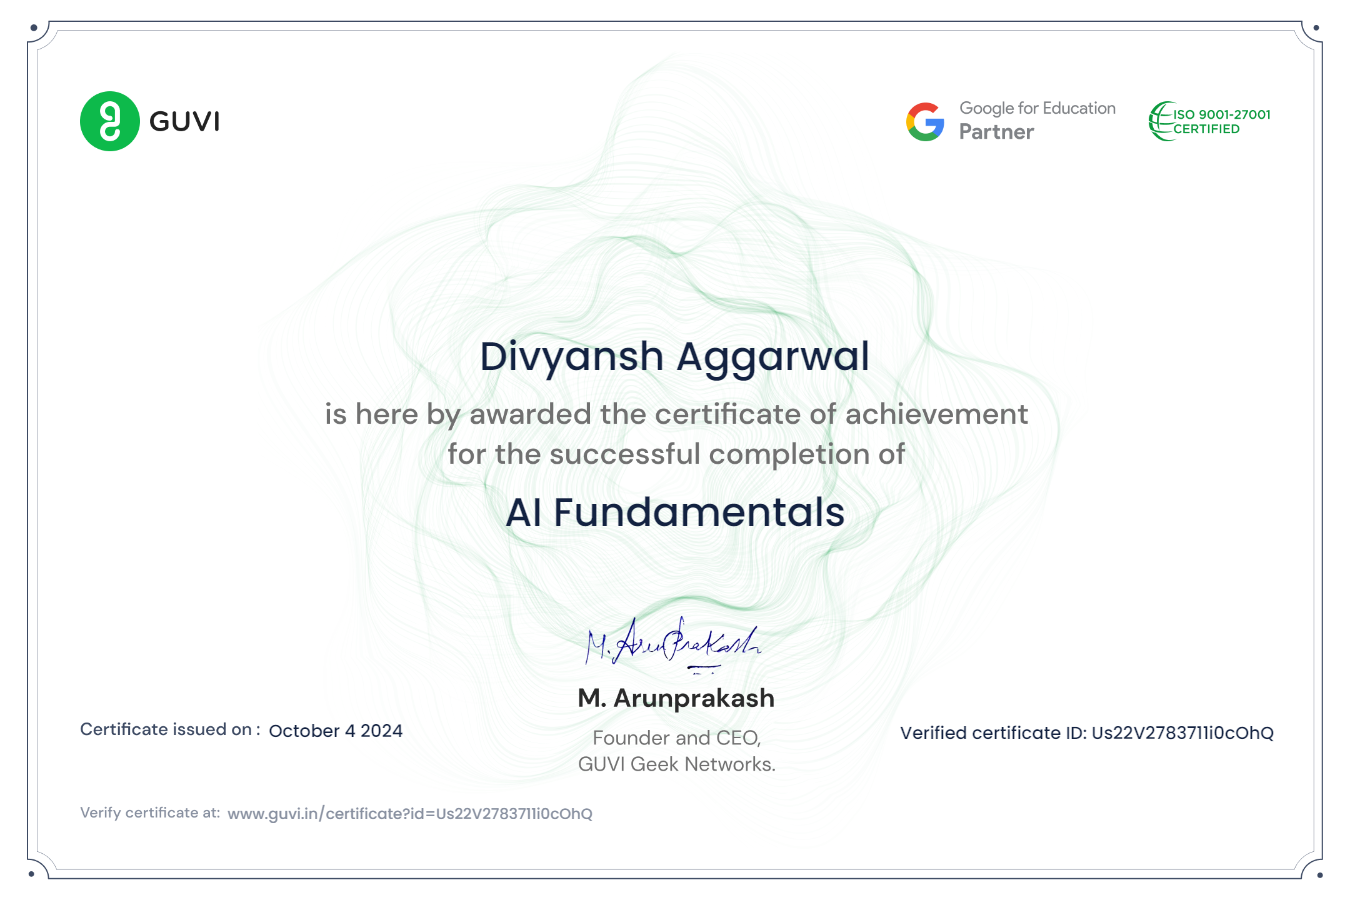 GUVI
Google for Education
Partner
ISO 9001-27001
CERTIFIED
Divyansh Aggarwal
is here by awarded the certificate of achievement
for the successful completion of
AI Fundamentals
M. Arunprakash
M. Arunprakash
Founder and CEO,
GUVI Geek Networks.
Certificate issued on : October 4 2024
Verified certificate ID: Us22V2783711i0cOhQ
Verify certificate at: www.guvi.in/certificate?id=Us22V2783711i0cOhQ